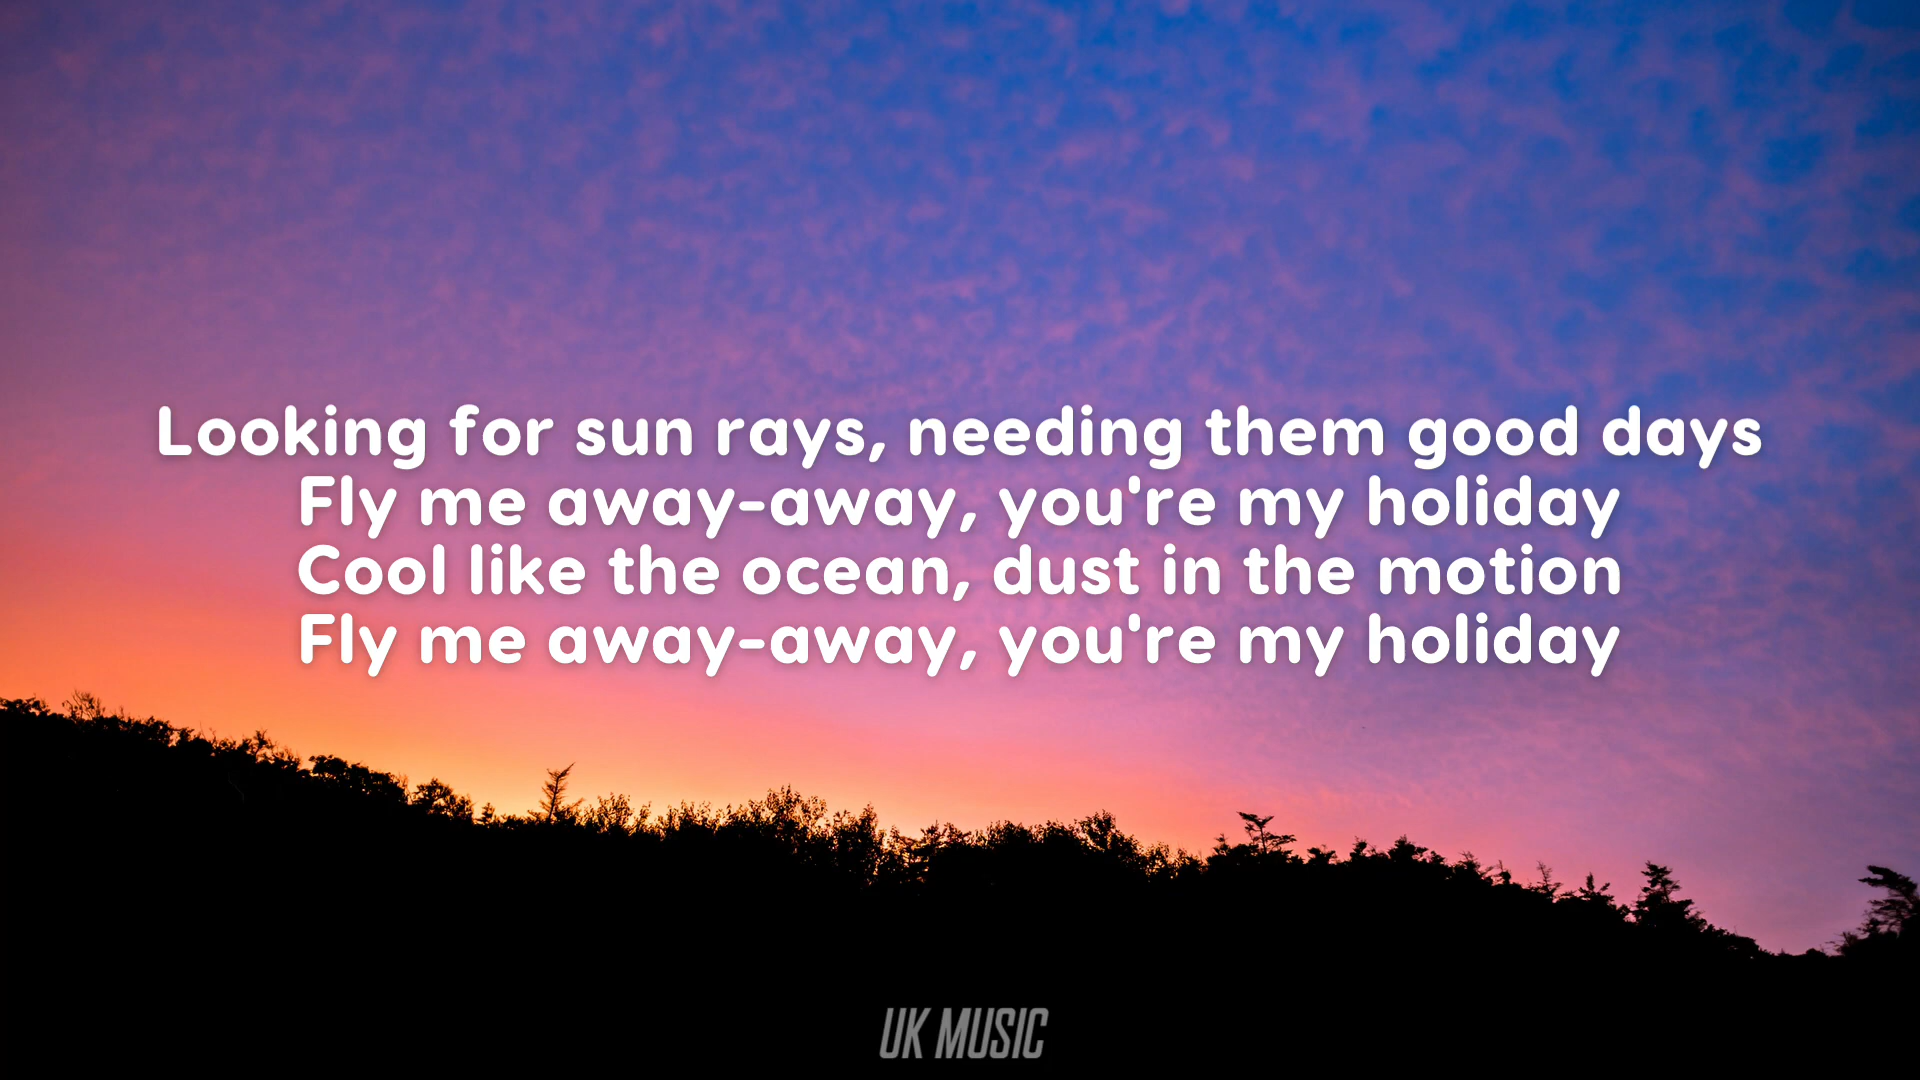 Looking for sun rays, needing them good days
Fly me away-away, you're my holiday
Cool like the ocean, dust in the motion
Fly me away-away, you're my holiday
UK MUSIC